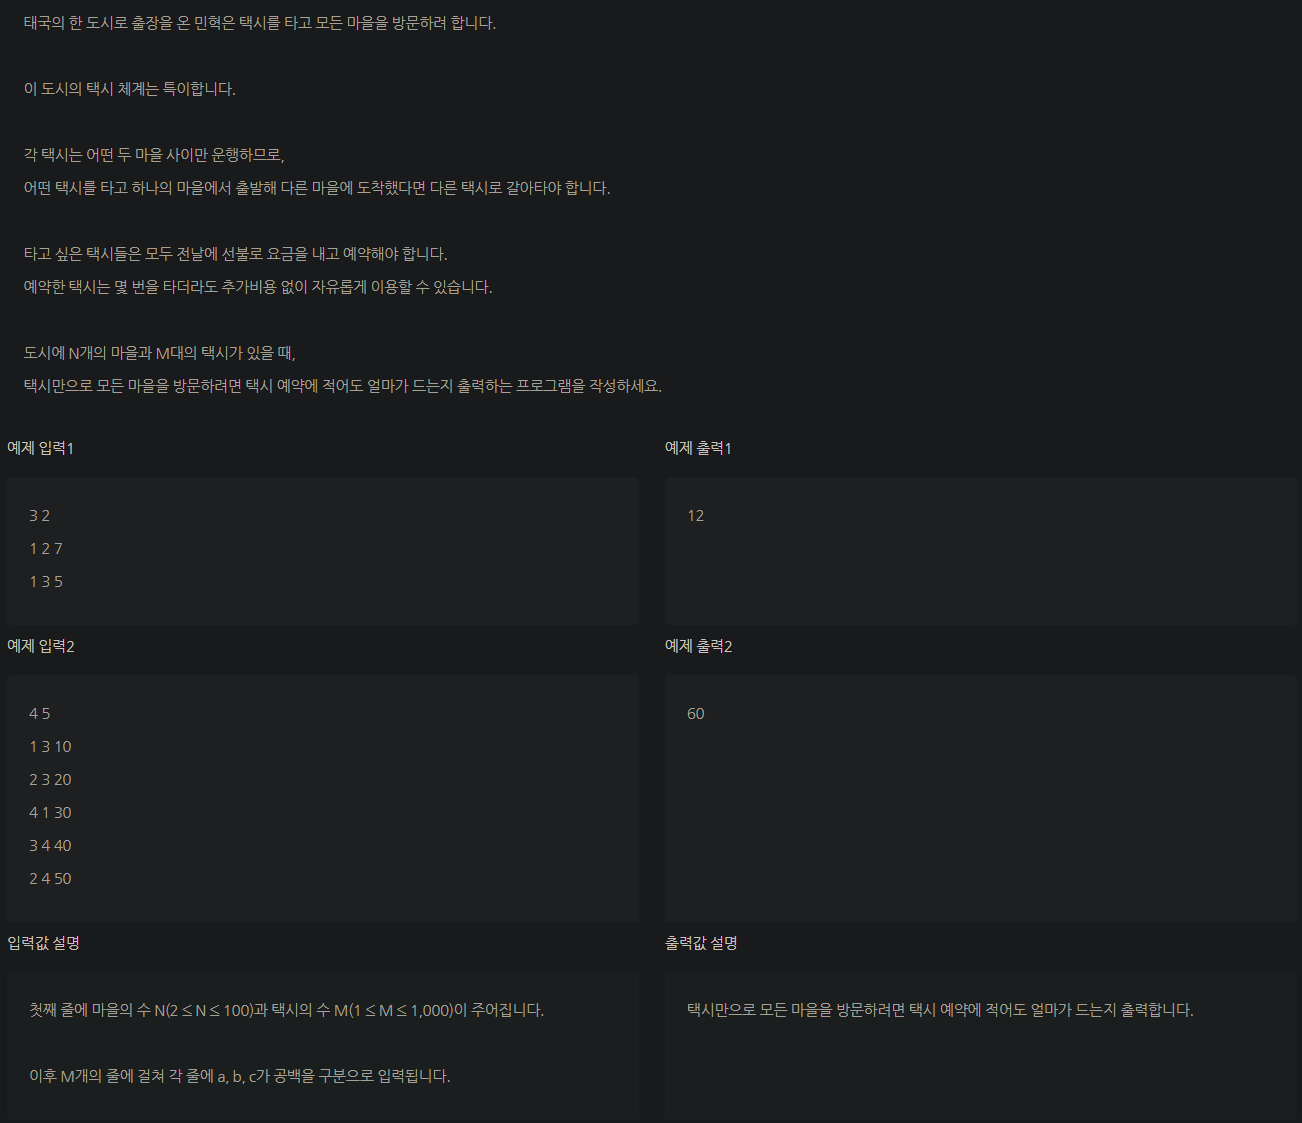 태국의 한 도시로 출장을 온 민혁은 택시를 타고 모든 마을을 방문하려 합니다.
이 도시의 택시 체계는 특이합니다.
각 택시는 어떤 두 마을 사이만 운행하므로,
어떤 택시를 타고 하나의 마을에서 출발해 다른 마을에 도착했다면 다른 택시로 갈아타야 합니다.
타고 싶은 택시들은 모두 전날에 선불로 요금을 내고 예약해야 합니다.
예약한 택시는 몇 번을 타더라도 추가비용 없이 자유롭게 이용할 수 있습니다.
도시에 N개의 마을과 M대의 택시가 있을 때,
택시만으로 모든 마을을 방문하려면 택시 예약에 적어도 얼마가 드는지 출력하는 프로그램을 작성하세요.
예제 입력1
3 2
1 2 7
1 3 5
예제 출력1
12
예제 입력2
4 5
1 3 10
2 3 20
4 1 30
3 4 40
2 4 50
예제 출력2
60
입력값 설명
첫째 줄에 마을의 수 N(2 ≤ N ≤ 100)과 택시의 수 M(1 ≤ M ≤ 1,000)이 주어집니다.
이후 M개의 줄에 걸쳐 각 줄에 a, b, c가 공백을 구분으로 입력됩니다.
출력값 설명
택시만으로 모든 마을을 방문하려면 택시 예약에 적어도 얼마가 드는지 출력합니다.